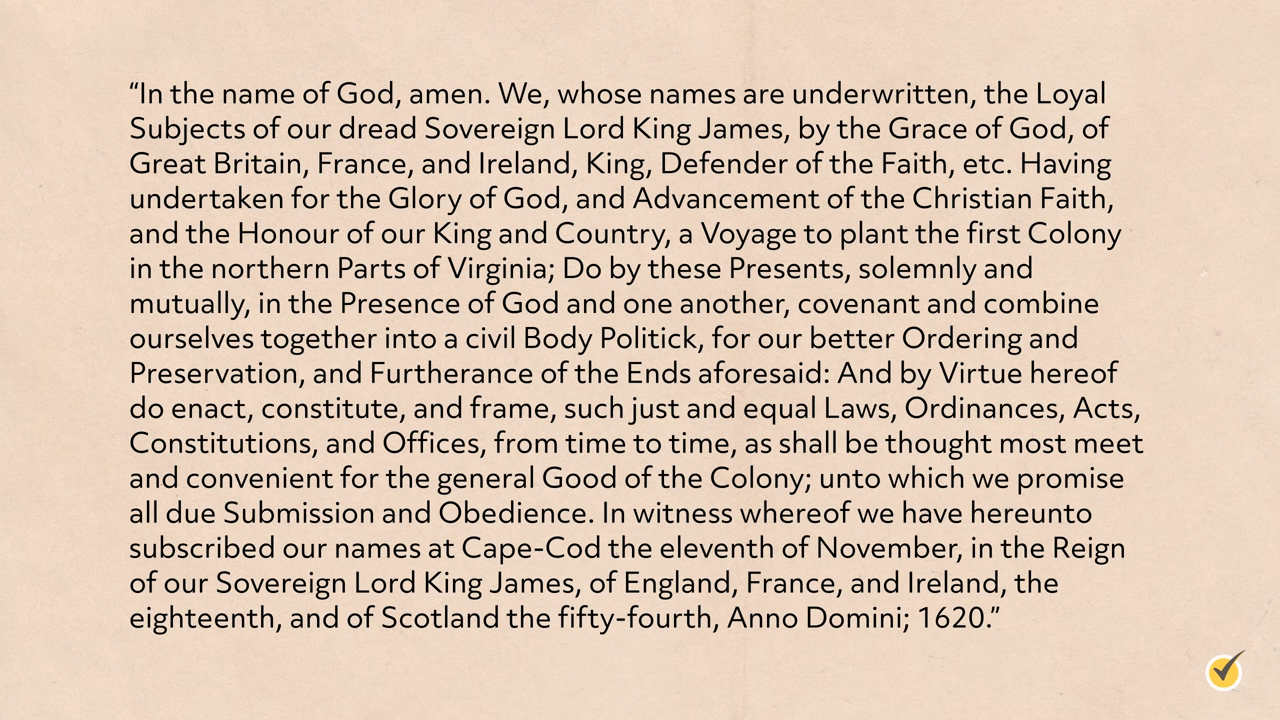 “In the name of God, amen. We, whose names are underwritten, the Loyal
Subjects of our dread Sovereign Lord King James, by the Grace of God, of
Great Britain, France, and Ireland, King, Defender of the Faith, etc. Having
undertaken for the Glory of God, and Advancement of the Christian Faith,
and the Honour of our King and Country, a Voyage to plant the first Colony
in the northern Parts of Virginia; Do by these Presents, solemnly and
mutually, in the Presence of God and one another, covenant and combine
ourselves together into a civil Body Politick, for our better Ordering and
Preservation, and Furtherance of the Ends aforesaid: And by Virtue hereof
do enact, constitute, and frame, such just and equal Laws, Ordinances, Acts,
Constitutions, and Offices, from time to time, as shall be thought most meet
and convenient for the general Good of the Colony; unto which we promise
all due Submission and Obedience. In witness whereof we have hereunto
subscribed our names at Cape-Cod the eleventh of November, in the Reign
of our Sovereign Lord King James, of England, France, and Ireland, the
eighteenth, and of Scotland the fifty-fourth, Anno Domini; 1620.”